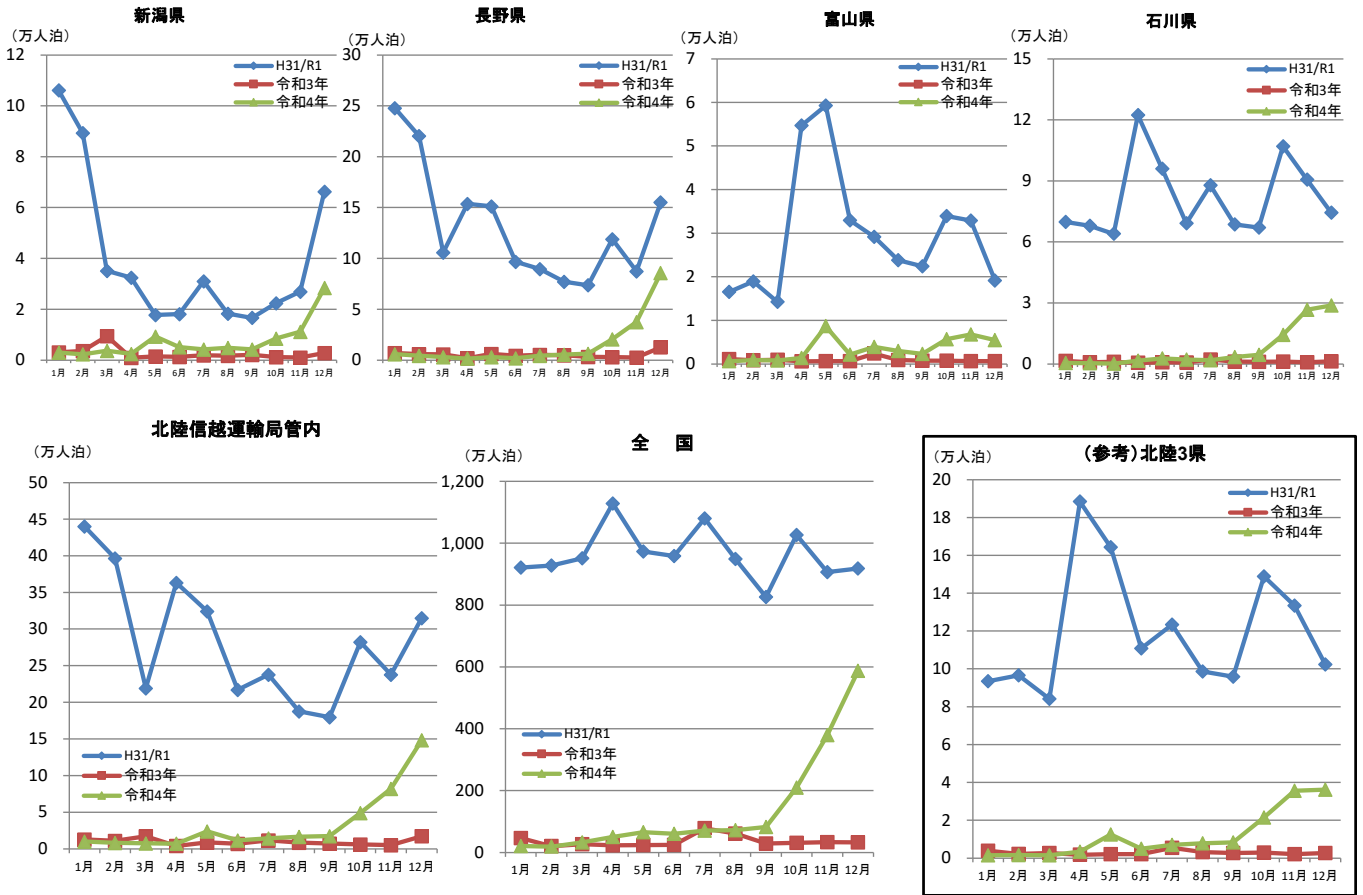 新潟県
（万人泊）
12
10
8
6
4
2
0
H31/R1
令和3年
令和4年
1月 2月 3月 4月 5月 6月 7月 8月 9月 10月 11月 12月
長野県
（万人泊）
30
25
20
15
10
5
0
H31/R1
令和3年
令和4年
1月 2月 3月 4月 5月 6月 7月 8月 9月 10月 11月 12月
富山県
（万人泊）
7
6
5
4
3
2
1
0
H31/R1
令和3年
令和4年
1月 2月 3月 4月 5月 6月 7月 8月 9月 10月 11月 12月
石川県
（万人泊）
15
12
9
6
3
0
H31/R1
令和3年
令和4年
1月 2月 3月 4月 5月 6月 7月 8月 9月 10月 11月 12月
北陸信越運輸局管内
（万人泊）
50
45
40
35
30
25
20
15
10
5
0
H31/R1
令和3年
令和4年
1月 2月 3月 4月 5月 6月 7月 8月 9月 10月 11月 12月
全 国
（万人泊）
1,200
1,000
800
600
400
200
0
H31/R1
令和3年
令和4年
1月 2月 3月 4月 5月 6月 7月 8月 9月 10月 11月 12月
(参考)北陸3県
（万人泊）
20
18
16
14
12
10
8
6
4
2
0
H31/R1
令和3年
令和4年
1月 2月 3月 4月 5月 6月 7月 8月 9月 10月 11月 12月